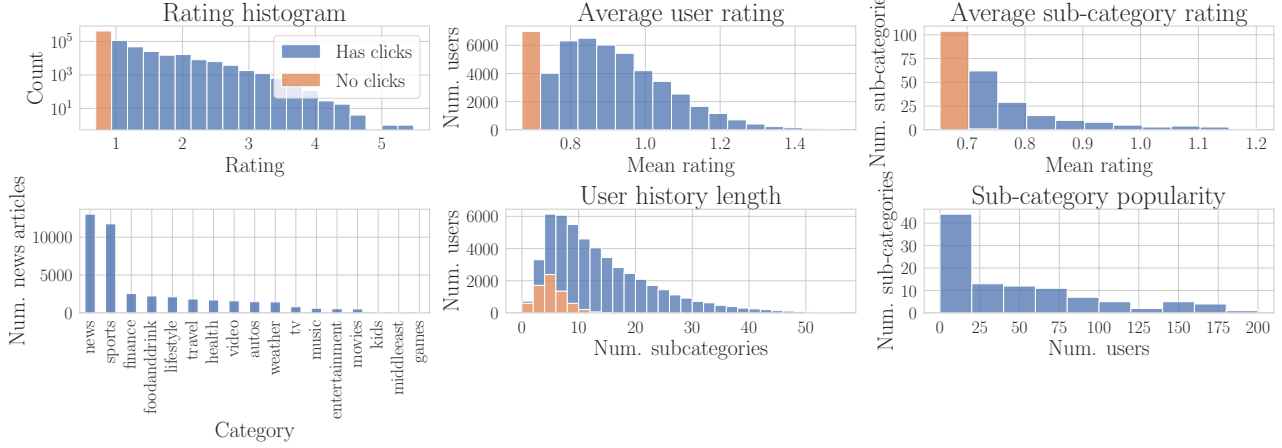 Rating histogram
Count
10^5
10^3
10^1
Has clicks
No clicks
1 2 3 4 5
Rating
Average user rating
Num. users
6000
4000
2000
0
0.8 1.0 1.2 1.4
Mean rating
Average sub-category rating
Num. sub-categories
100
75
50
25
0
0.7 0.8 0.9 1.0 1.1 1.2
Mean rating
Num. news articles
10000
5000
0
news
sports
finance
foodanddrink
lifestyle
travel
health
video
autos
weather
tv
music
entertainment
movies
kids
middleeast
games
Category
User history length
Num. users
6000
4000
2000
0
0 10 20 30 40 50
Num. subcategories
Sub-category popularity
Num. sub-categories
40
30
20
10
0
0 25 50 75 100 125 150 175 200
Num. users